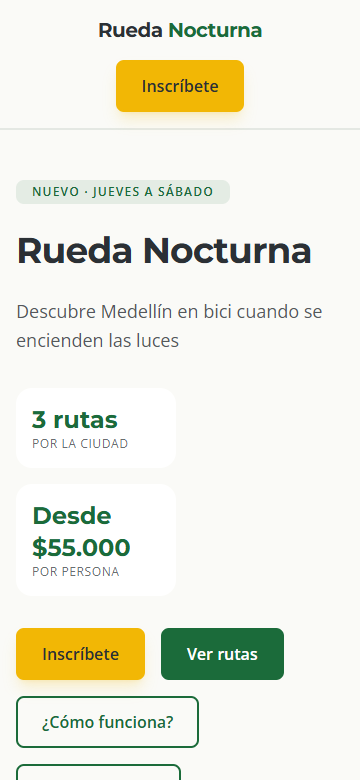 Rueda Nocturna
Inscríbete
NUEVO · JUEVES A SÁBADO
Rueda Nocturna
Descubre Medellín en bici cuando se
encienden las luces
3 rutas
POR LA CIUDAD
Desde
$55.000
POR PERSONA
Inscríbete
Ver rutas
¿Cómo funciona?